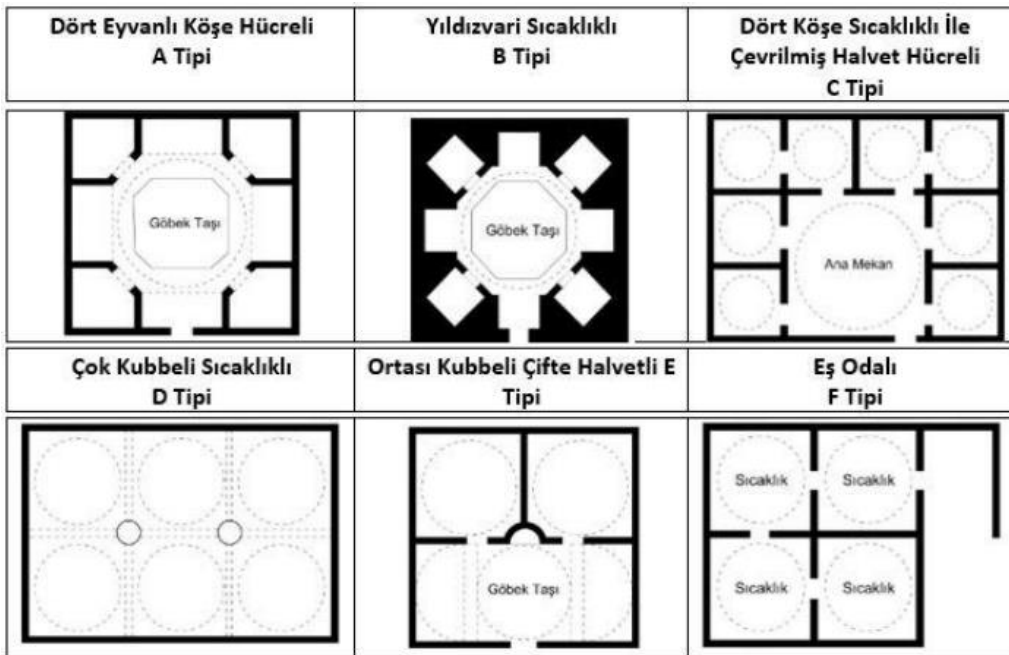 Dört Eyvanlı Köşe Hücreli
A Tipi
Yıldızvari Sıcaklıklı
B Tipi
Dört Köşe Sıcaklıklı İle
Çevrilmiş Halvet Hücreli
C Tipi
Göbek Taşı
Göbek Taşı
Ana Mekan
Çok Kubbeli Sıcaklıklı
D Tipi
Ortası Kubbeli Çifte Halvetli E
Tipi
Eş Odalı
F Tipi
Göbek Taşı
Sıcaklık
Sıcaklık
Sıcaklık
Sıcaklık